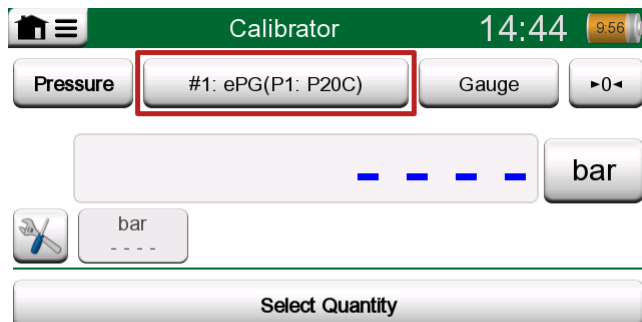 Calibrator 14:44 9:56
Pressure #1: ePG(P1: P20C) Gauge ►0◄
- - - - bar
bar
- - - -
Select Quantity